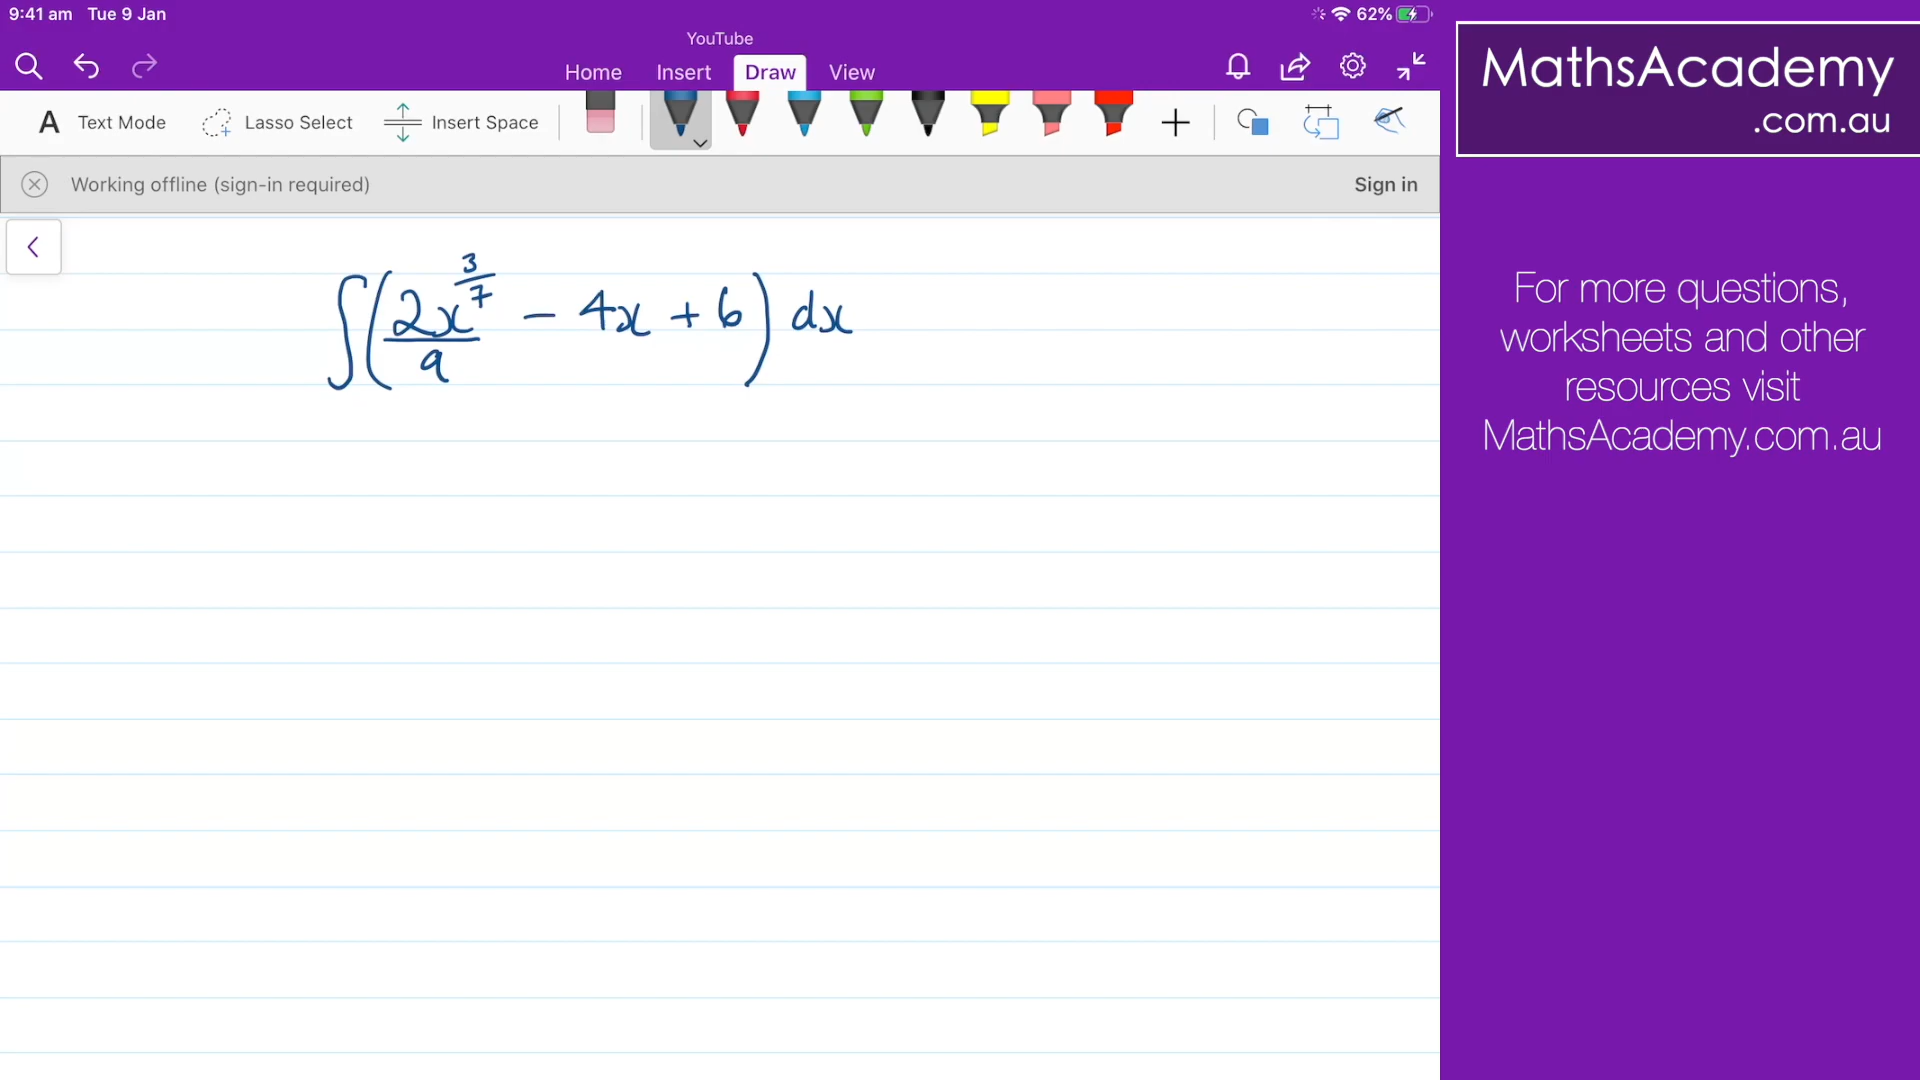 9:41 am Tue 9 Jan
62%
YouTube
Home Insert Draw View
A Text Mode Lasso Select Insert Space
Working offline (sign-in required) Sign in
∫(2x^(3/7)/9 − 4x + 6) dx
MathsAcademy
.com.au
For more questions,
worksheets and other
resources visit
MathsAcademy.com.au